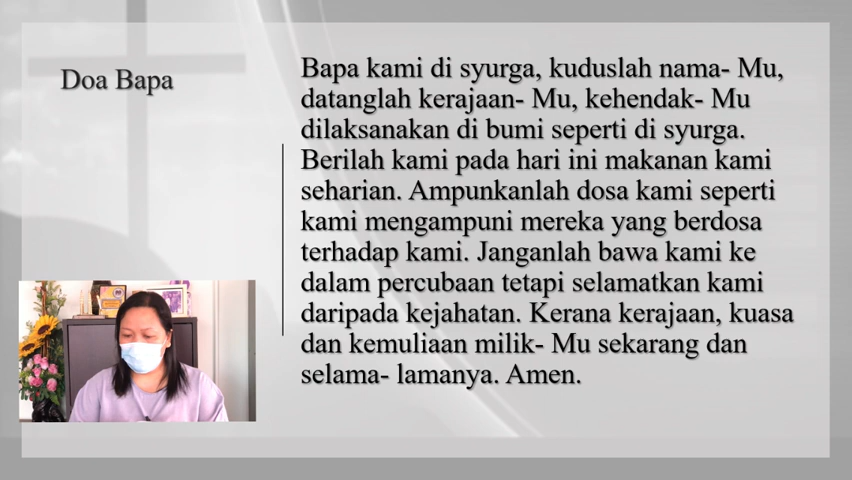 Doa Bapa
Bapa kami di syurga, kuduslah nama- Mu,
datanglah kerajaan- Mu, kehendak- Mu
dilaksanakan di bumi seperti di syurga.
Berilah kami pada hari ini makanan kami
seharian. Ampunkanlah dosa kami seperti
kami mengampuni mereka yang berdosa
terhadap kami. Janganlah bawa kami ke
dalam percubaan tetapi selamatkan kami
daripada kejahatan. Kerana kerajaan, kuasa
dan kemuliaan milik- Mu sekarang dan
selama- lamanya. Amen.